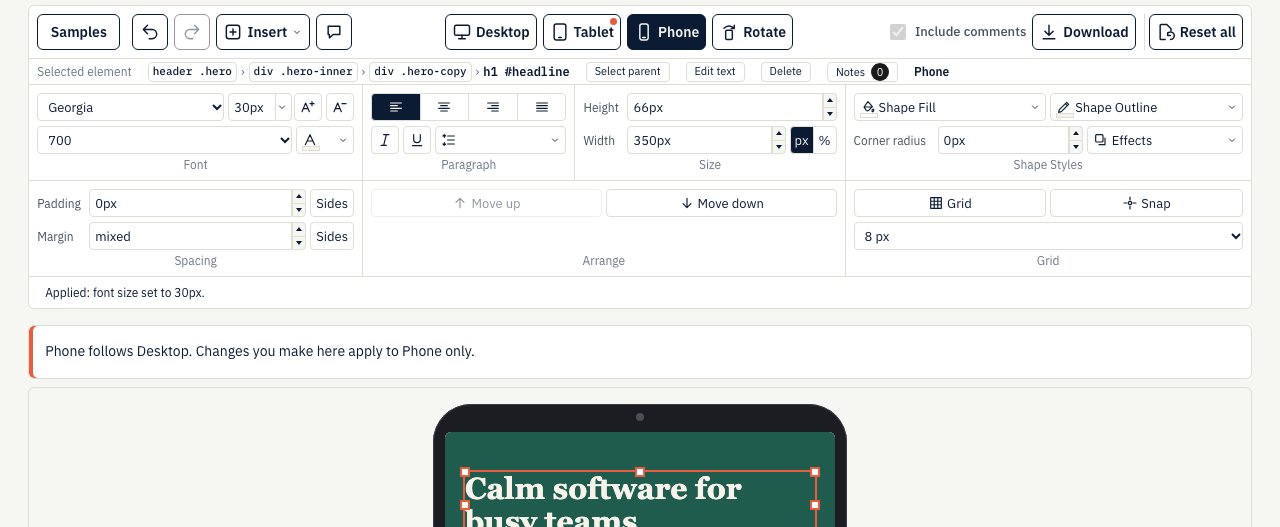 Samples Insert Desktop Tablet Phone Rotate Include comments Download Reset all
Selected element header .hero › div .hero-inner › div .hero-copy › h1 #headline Select parent Edit text Delete Notes 0 Phone
Georgia 30px A+ A- Height 66px Shape Fill Shape Outline
700 A I U Width 350px px % Corner radius 0px Effects
Font Paragraph Size Shape Styles
Padding 0px Sides Move up Move down Grid Snap
Margin mixed Sides 8 px
Spacing Arrange Grid
Applied: font size set to 30px.
Phone follows Desktop. Changes you make here apply to Phone only.
Calm software for
busy teams